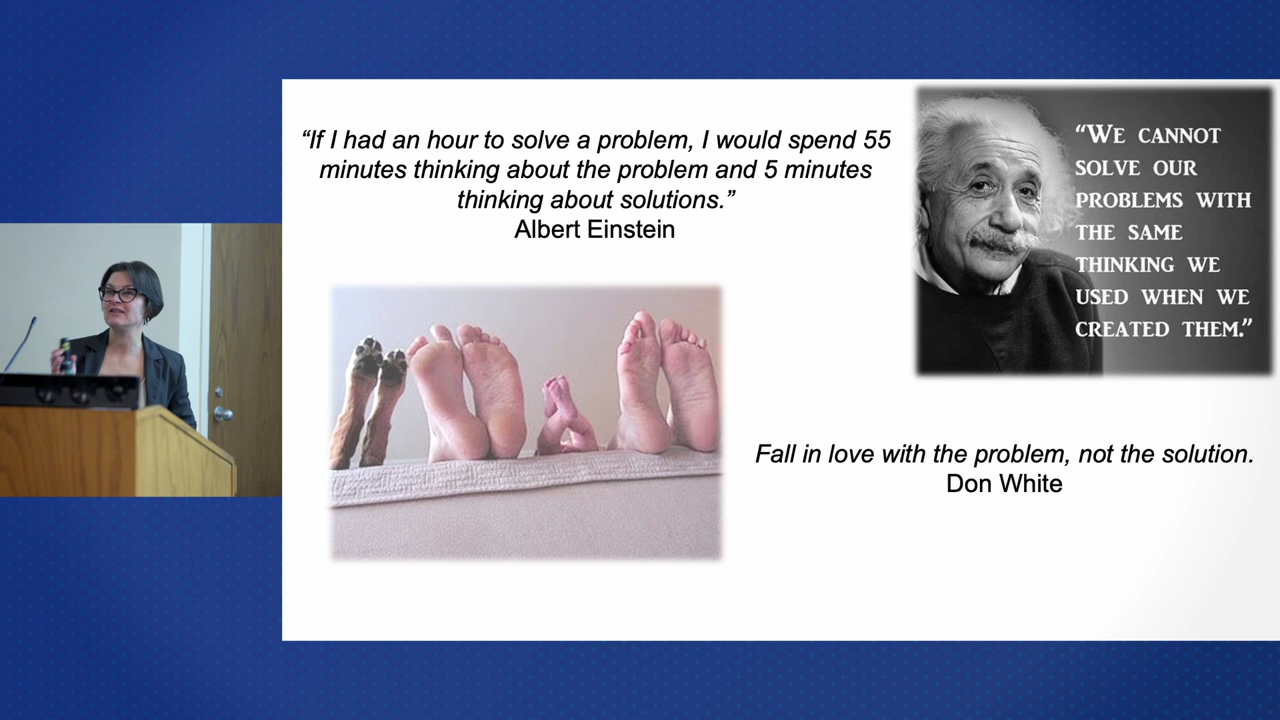 “If I had an hour to solve a problem, I would spend 55
minutes thinking about the problem and 5 minutes
thinking about solutions.”
Albert Einstein
“WE CANNOT
SOLVE OUR
PROBLEMS WITH
THE SAME
THINKING WE
USED WHEN WE
CREATED THEM.”
Fall in love with the problem, not the solution.
Don White